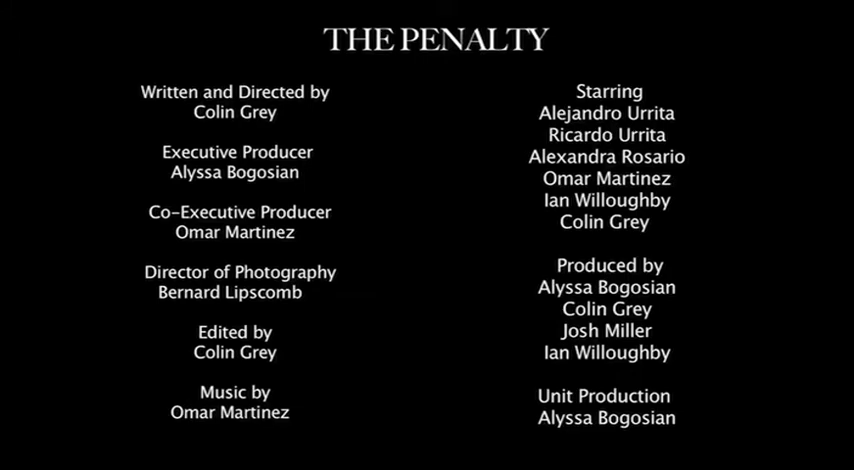 THE PENALTY
Written and Directed by
Colin Grey
Executive Producer
Alyssa Bogosian
Co-Executive Producer
Omar Martinez
Director of Photography
Bernard Lipscomb
Edited by
Colin Grey
Music by
Omar Martinez
Starring
Alejandro Urrita
Ricardo Urrita
Alexandra Rosario
Omar Martinez
Ian Willoughby
Colin Grey
Produced by
Alyssa Bogosian
Colin Grey
Josh Miller
Ian Willoughby
Unit Production
Alyssa Bogosian